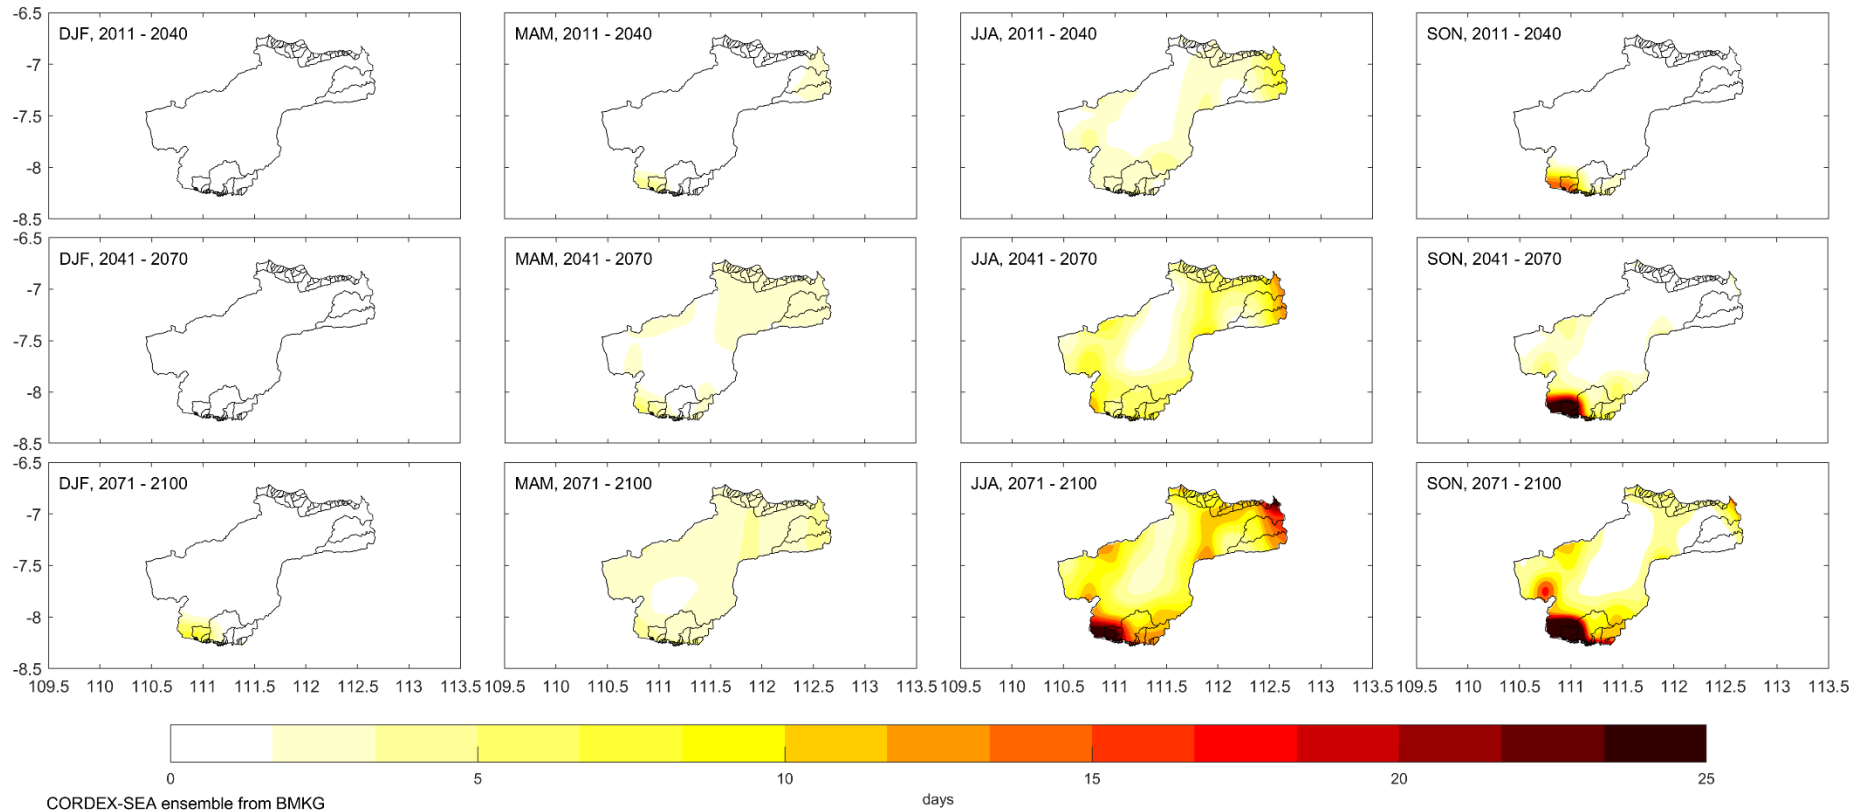 -6.5
DJF, 2011 - 2040
MAM, 2011 - 2040
JJA, 2011 - 2040
SON, 2011 - 2040
-7
-7.5
-8
-8.5
-6.5
DJF, 2041 - 2070
MAM, 2041 - 2070
JJA, 2041 - 2070
SON, 2041 - 2070
-7
-7.5
-8
-8.5
-6.5
DJF, 2071 - 2100
MAM, 2071 - 2100
JJA, 2071 - 2100
SON, 2071 - 2100
-7
-7.5
-8
-8.5
109.5 110 110.5 111 111.5 112 112.5 113 113.5
109.5 110 110.5 111 111.5 112 112.5 113 113.5
109.5 110 110.5 111 111.5 112 112.5 113 113.5
109.5 110 110.5 111 111.5 112 112.5 113 113.5
0 5 10 15 20 25
days
CORDEX-SEA ensemble from BMKG